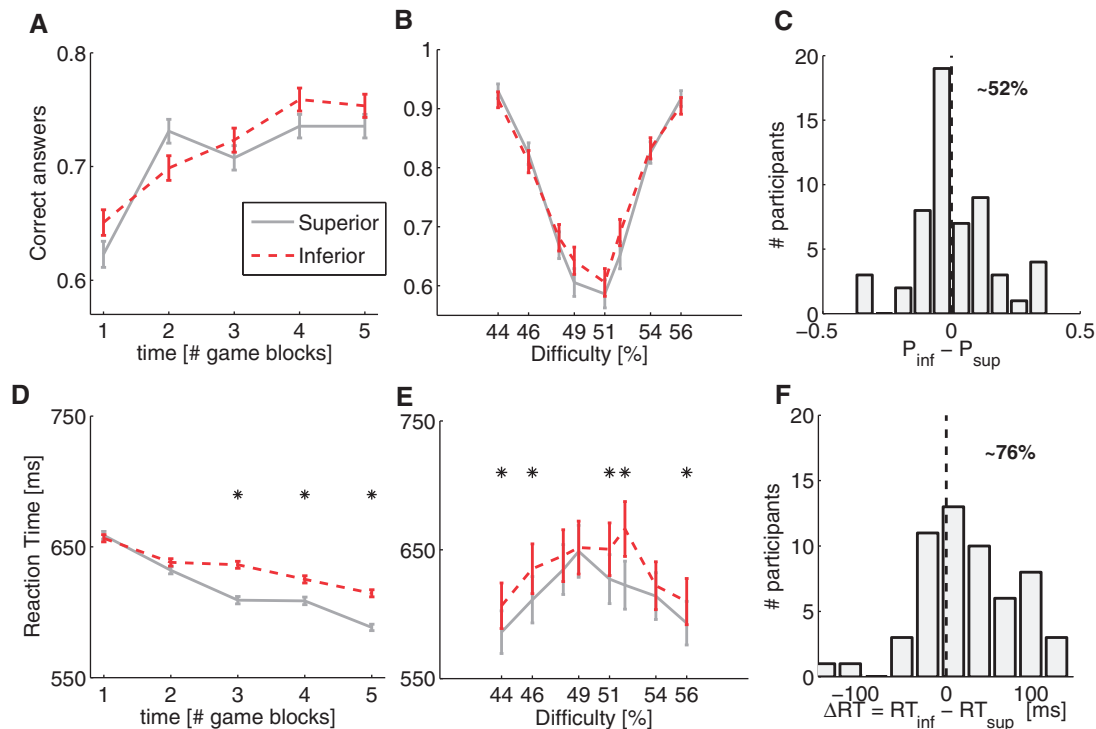 A
0.8
0.7
0.6
Correct answers
1 2 3 4 5
time [# game blocks]
Superior
Inferior
B
1
0.9
0.8
0.7
0.6
44 46 49 51 54 56
Difficulty [%]
C
20
15
10
5
0
# participants
~52%
−0.5 0 0.5
P_inf − P_sup
D
750
650
550
Reaction Time [ms]
* * *
1 2 3 4 5
time [# game blocks]
E
750
650
550
* * * * *
44 46 49 51 54 56
Difficulty [%]
F
20
15
10
5
0
# participants
~76%
−100 0 100
ΔRT = RT_inf − RT_sup [ms]